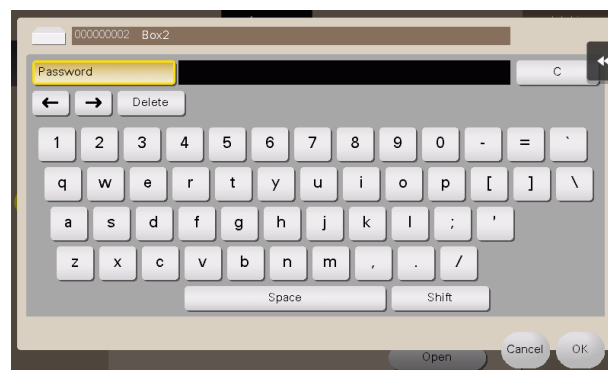 000000002 Box2
Password C
← → Delete
1 2 3 4 5 6 7 8 9 0 - = `
q w e r t y u i o p [ ] \
a s d f g h j k l ; '
z x c v b n m , . /
Space Shift
Cancel OK
Open